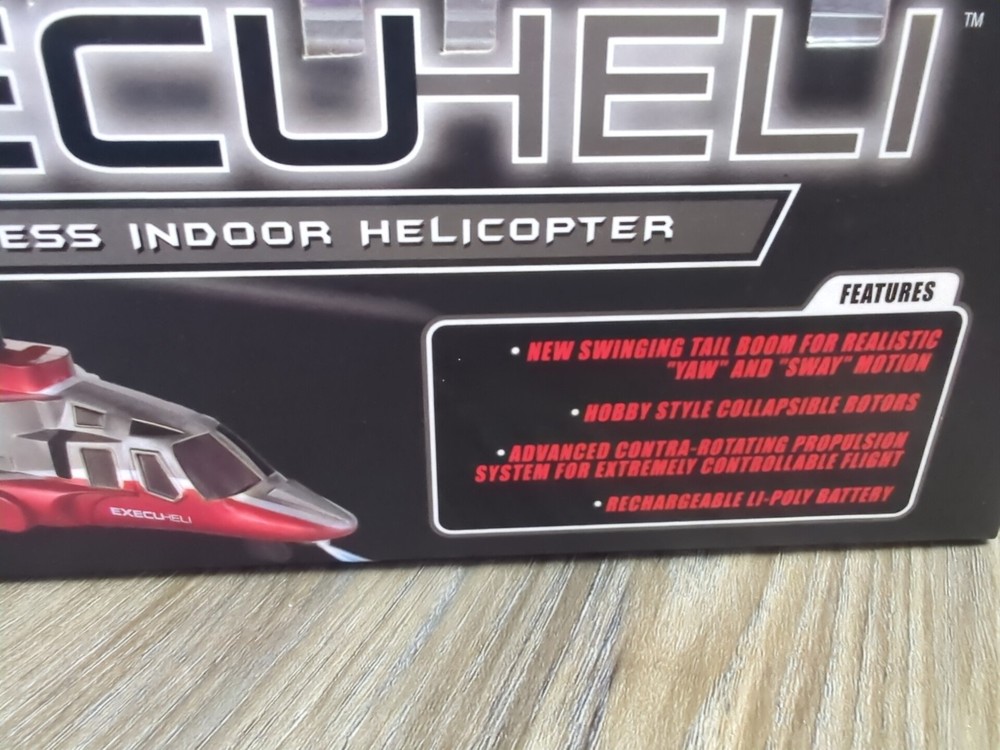 ECUHELI™
ESS INDOOR HELICOPTER
FEATURES
• NEW SWINGING TAIL BOOM FOR REALISTIC
"YAW" AND "SWAY" MOTION
• HOBBY STYLE COLLAPSIBLE ROTORS
• ADVANCED CONTRA-ROTATING PROPULSION
SYSTEM FOR EXTREMELY CONTROLLABLE FLIGHT
• RECHARGEABLE LI-POLY BATTERY
EXECUHELI